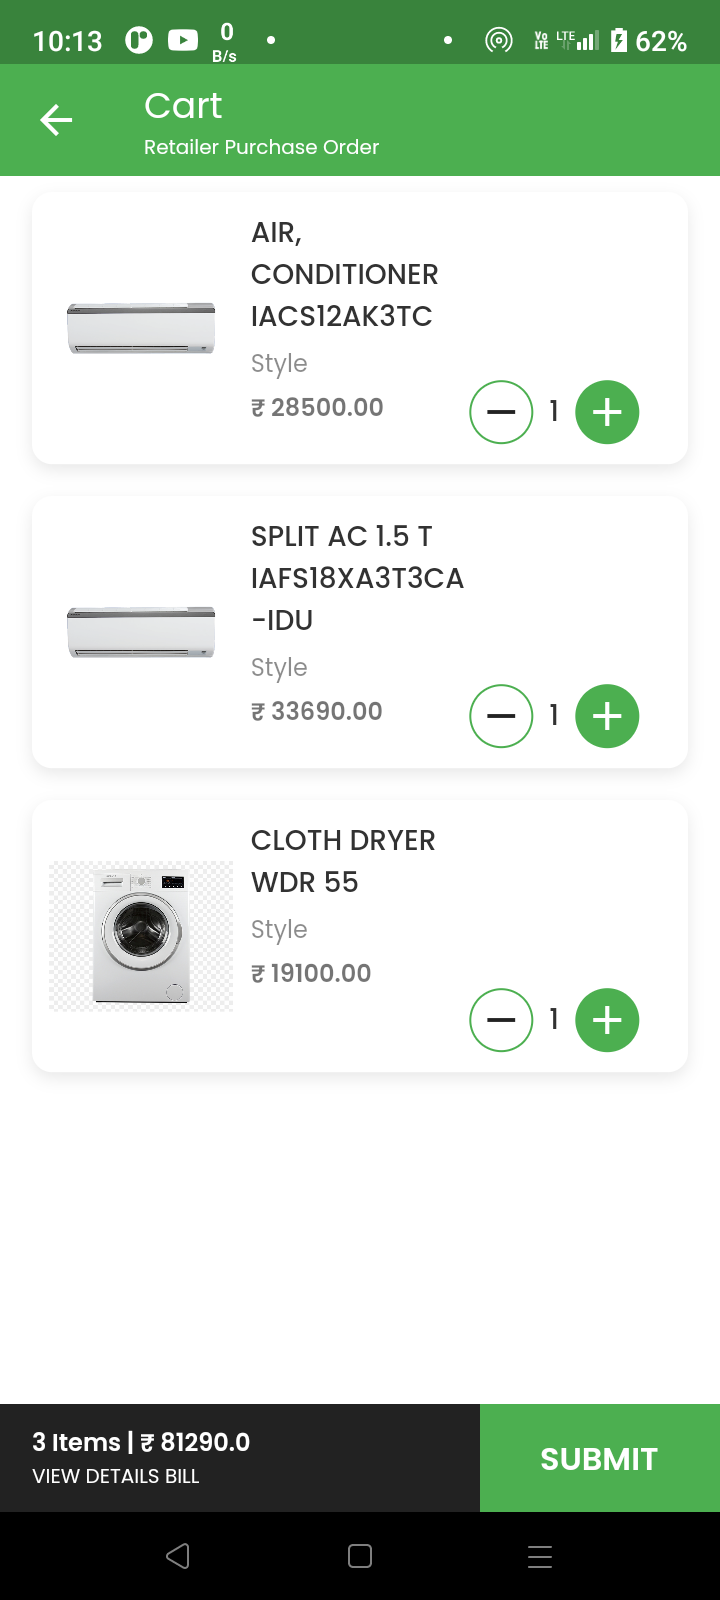 10:13
0
B/s
Vo
LTE
LTE
62%
Cart
Retailer Purchase Order
AIR,
CONDITIONER
IACS12AK3TC
Style
₹ 28500.00
1
SPLIT AC 1.5 T
IAFS18XA3T3CA
-IDU
Style
₹ 33690.00
1
CLOTH DRYER
WDR 55
Style
₹ 19100.00
1
3 Items | ₹ 81290.0
VIEW DETAILS BILL
SUBMIT